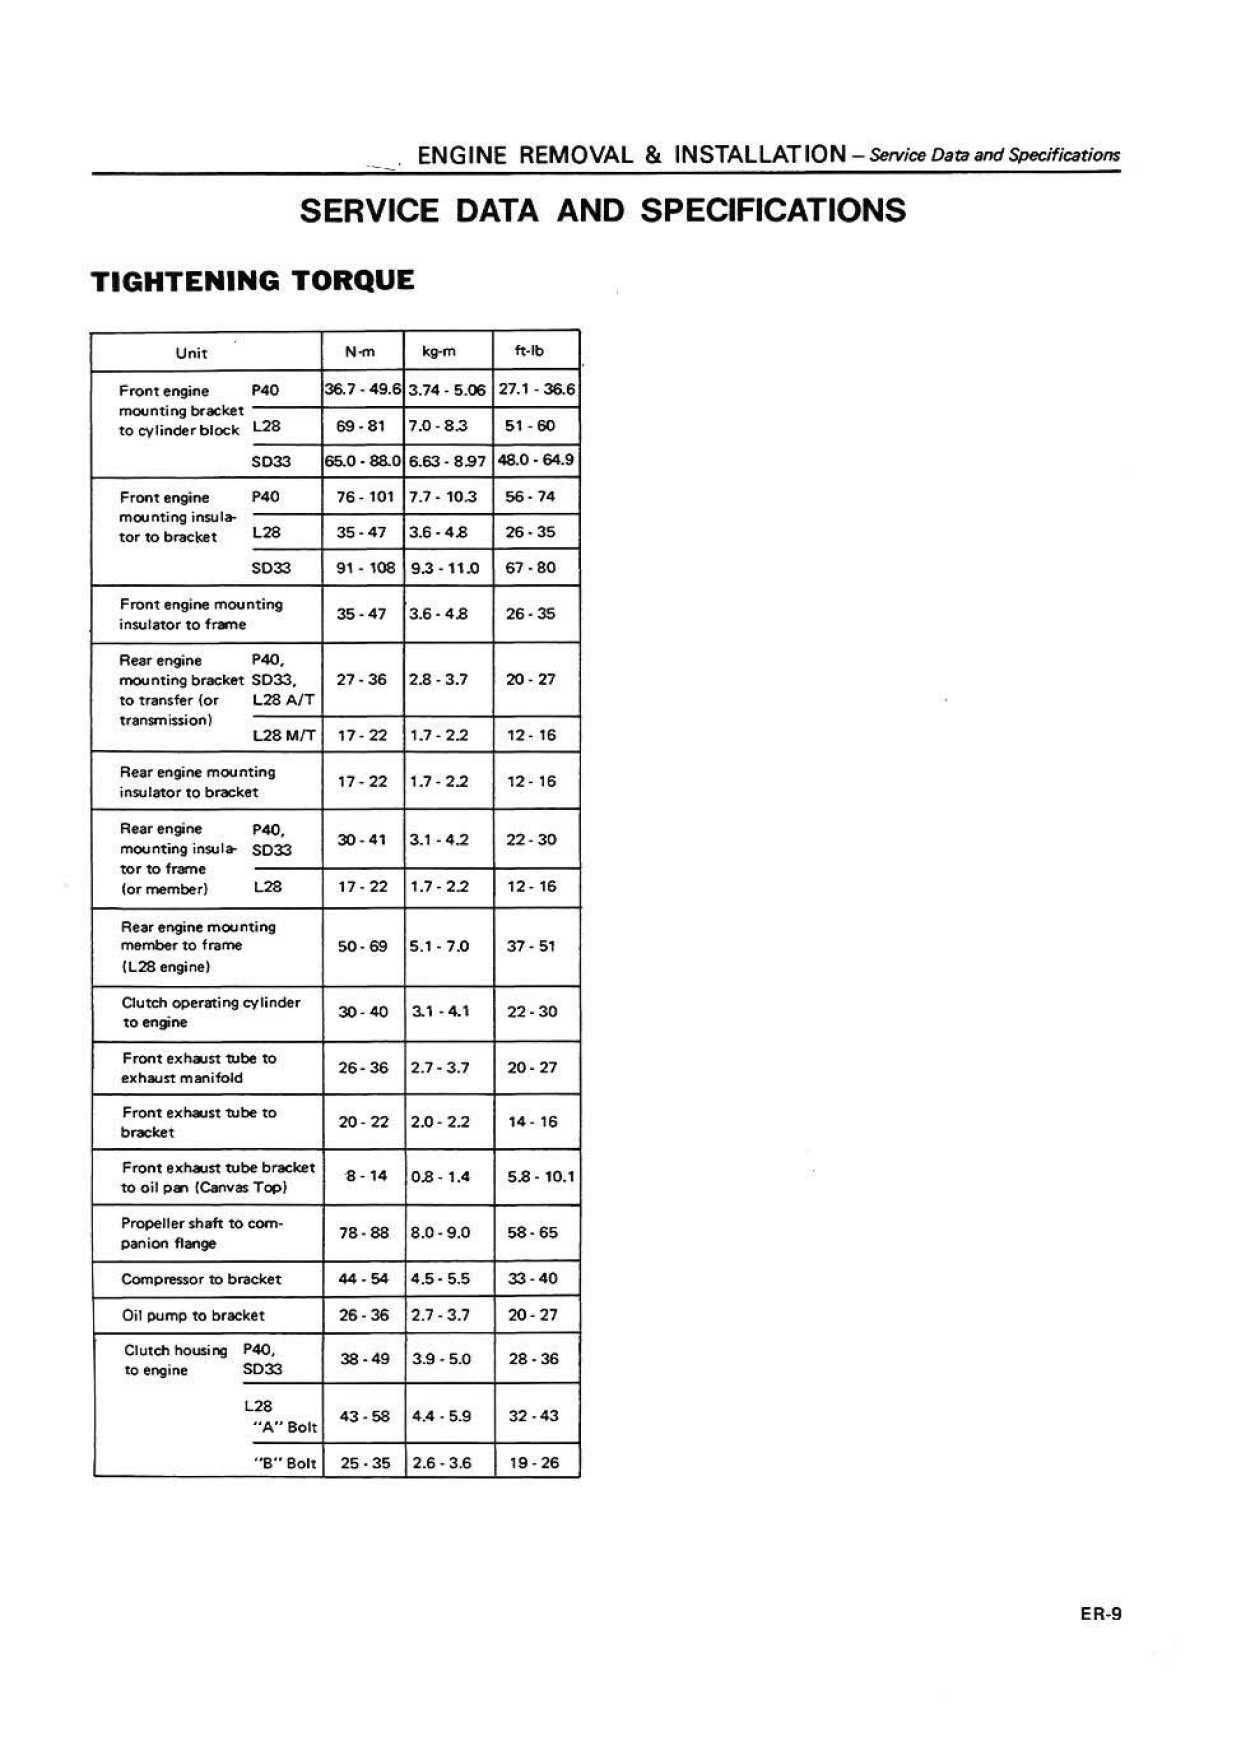 ENGINE REMOVAL & INSTALLATION – Service Data and Specifications
SERVICE DATA AND SPECIFICATIONS
TIGHTENING TORQUE
Unit N-m kg-m ft-lb
Front engine mounting bracket to cylinder block P40 36.7 - 49.6 3.74 - 5.06 27.1 - 36.6
L28 69 - 81 7.0 - 8.3 51 - 60
SD33 65.0 - 88.0 6.63 - 8.97 48.0 - 64.9
Front engine mounting insula-tor to bracket P40 76 - 101 7.7 - 10.3 56 - 74
L28 35 - 47 3.6 - 4.8 26 - 35
SD33 91 - 108 9.3 - 11.0 67 - 80
Front engine mounting
insulator to frame 35 - 47 3.6 - 4.8 26 - 35
Rear engine P40,
mounting bracket SD33, 27 - 36 2.8 - 3.7 20 - 27
to transfer (or L28 A/T
transmission)
L28 M/T 17 - 22 1.7 - 2.2 12 - 16
Rear engine mounting
insulator to bracket 17 - 22 1.7 - 2.2 12 - 16
Rear engine P40,
mounting insula- SD33 30 - 41 3.1 - 4.2 22 - 30
tor to frame
(or member) L28 17 - 22 1.7 - 2.2 12 - 16
Rear engine mounting
member to frame 50 - 69 5.1 - 7.0 37 - 51
(L28 engine)
Clutch operating cylinder
to engine 30 - 40 3.1 - 4.1 22 - 30
Front exhaust tube to
exhaust manifold 26 - 36 2.7 - 3.7 20 - 27
Front exhaust tube to
bracket 20 - 22 2.0 - 2.2 14 - 16
Front exhaust tube bracket
to oil pan (Canvas Top) 8 - 14 0.8 - 1.4 5.8 - 10.1
Propeller shaft to com-
panion flange 78 - 88 8.0 - 9.0 58 - 65
Compressor to bracket 44 - 54 4.5 - 5.5 33 - 40
Oil pump to bracket 26 - 36 2.7 - 3.7 20 - 27
Clutch housing P40,
to engine SD33 38 - 49 3.9 - 5.0 28 - 36
L28
"A" Bolt 43 - 58 4.4 - 5.9 32 - 43
"B" Bolt 25 - 35 2.6 - 3.6 19 - 26
ER-9